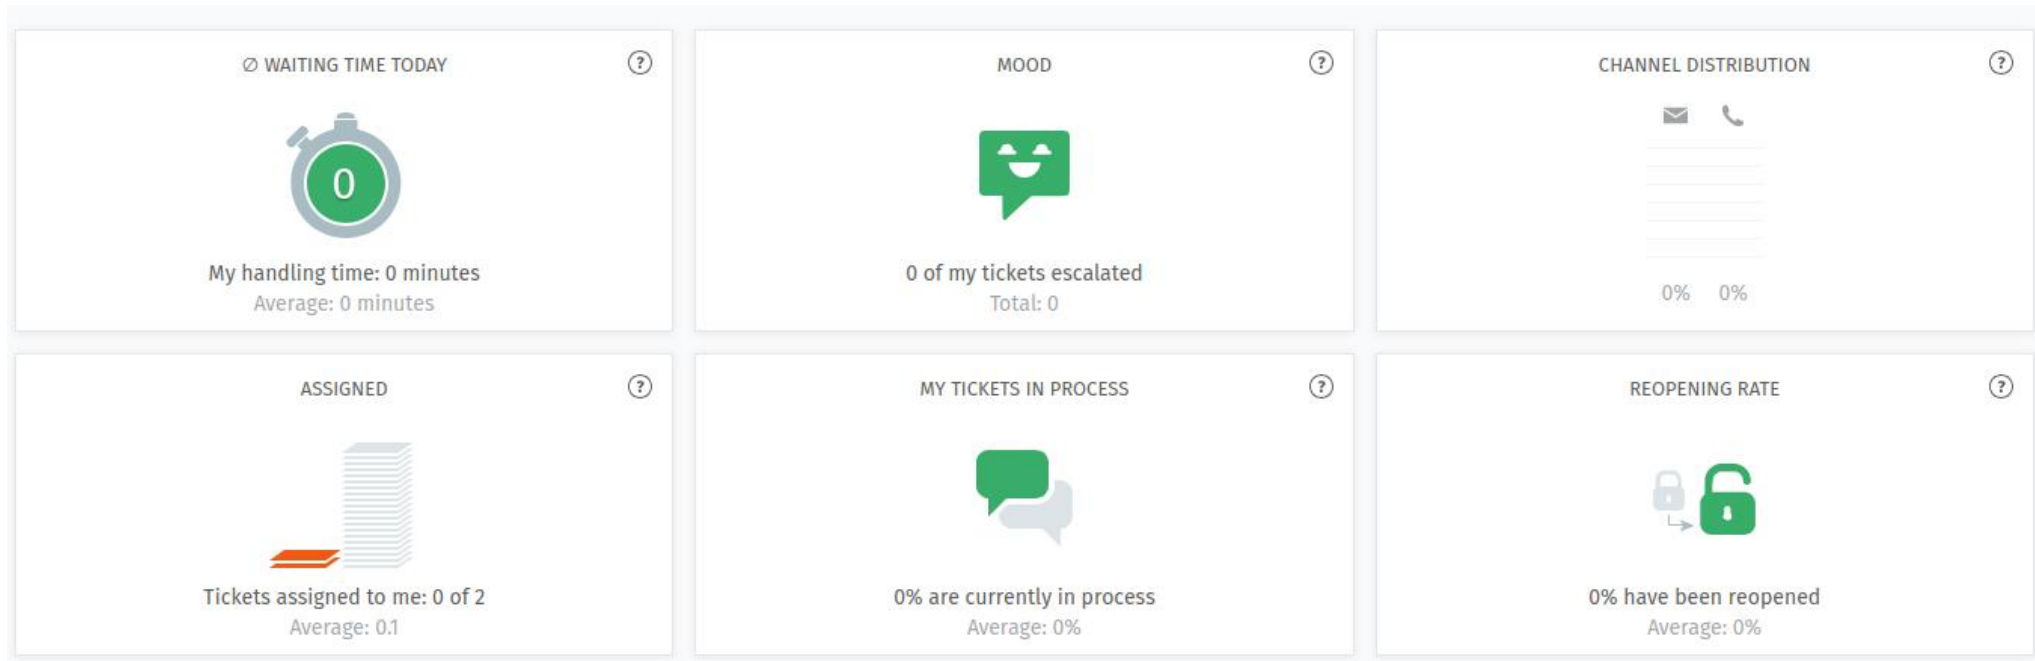 ∅ WAITING TIME TODAY
?
0
My handling time: 0 minutes
Average: 0 minutes
MOOD
?
0 of my tickets escalated
Total: 0
CHANNEL DISTRIBUTION
?
0% 0%
ASSIGNED
?
Tickets assigned to me: 0 of 2
Average: 0.1
MY TICKETS IN PROCESS
?
0% are currently in process
Average: 0%
REOPENING RATE
?
0% have been reopened
Average: 0%